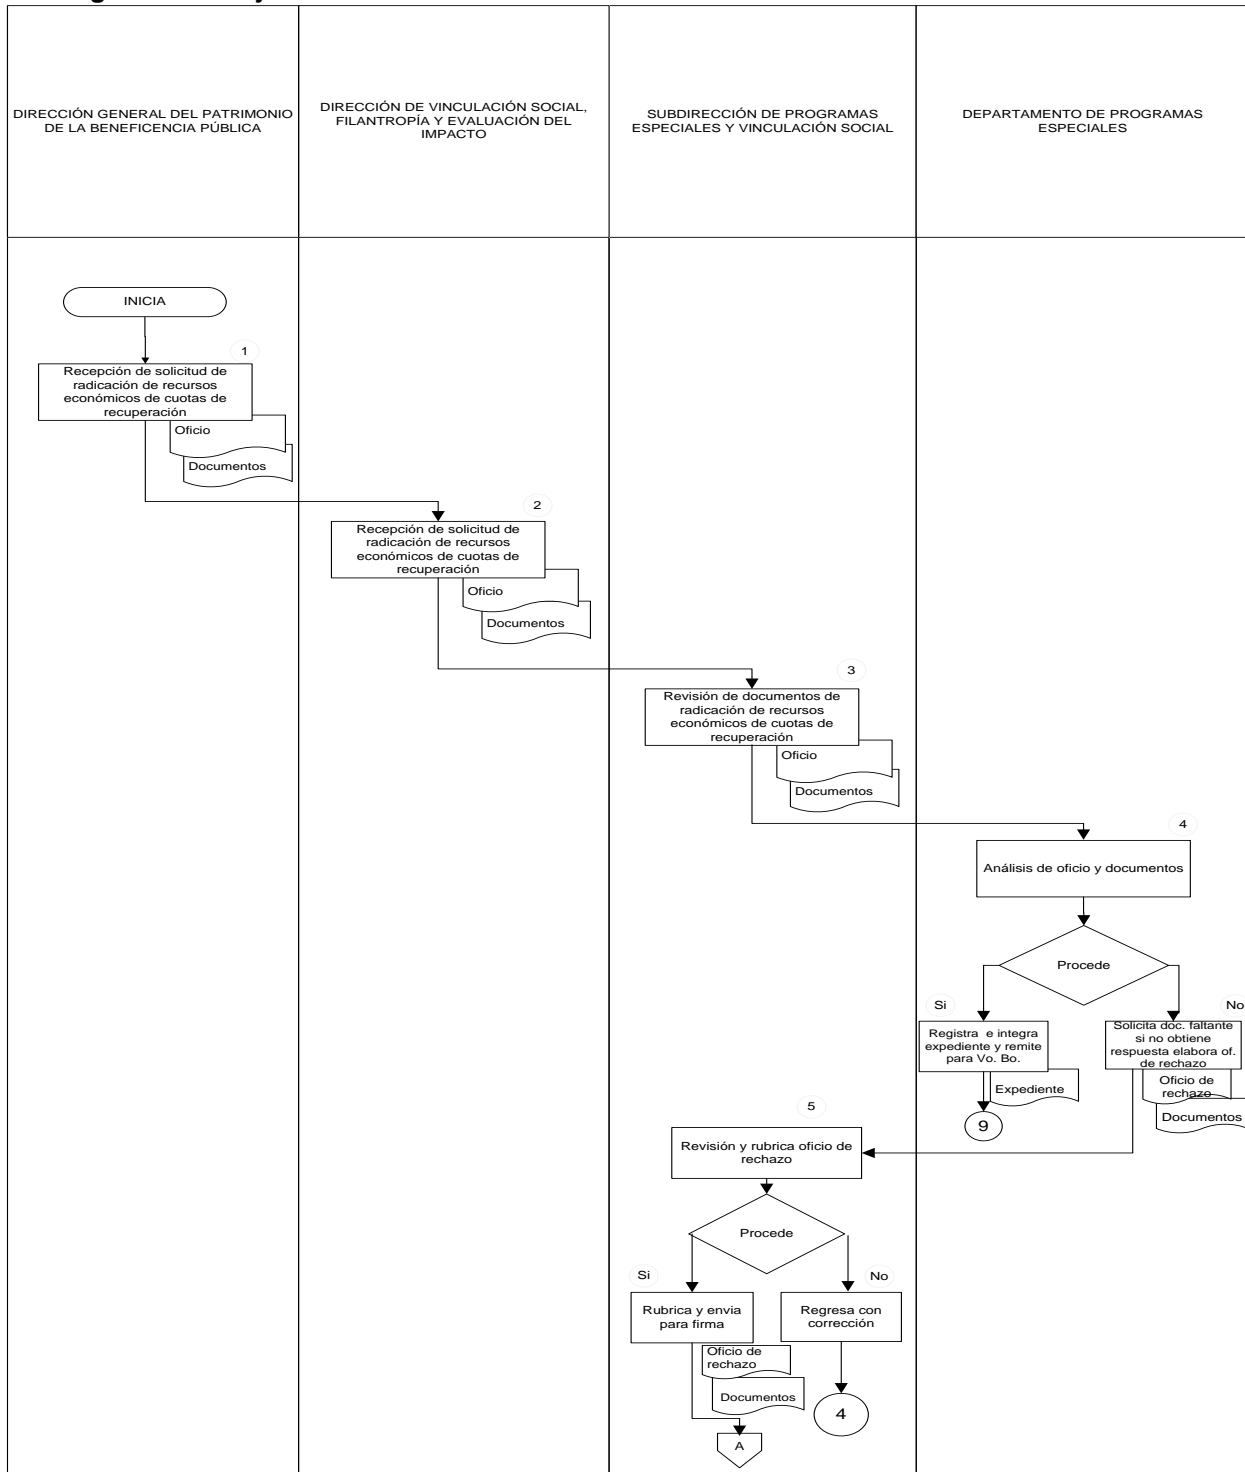 DIRECCIÓN GENERAL DEL PATRIMONIO
DE LA BENEFICENCIA PÚBLICA
DIRECCIÓN DE VINCULACIÓN SOCIAL,
FILANTROPÍA Y EVALUACIÓN DEL
IMPACTO
SUBDIRECCIÓN DE PROGRAMAS
ESPECIALES Y VINCULACIÓN SOCIAL
DEPARTAMENTO DE PROGRAMAS
ESPECIALES
INICIA
1
Recepción de solicitud de
radicación de recursos
económicos de cuotas de
recuperación
Oficio
Documentos
2
Recepción de solicitud de
radicación de recursos
económicos de cuotas de
recuperación
Oficio
Documentos
3
Revisión de documentos de
radicación de recursos
económicos de cuotas de
recuperación
Oficio
Documentos
4
Análisis de oficio y documentos
Procede
Si
No
Registra e integra
expediente y remite
para Vo. Bo.
Expediente
9
Solicita doc. faltante
si no obtiene
respuesta elabora of.
de rechazo
Oficio de
rechazo
Documentos
5
Revisión y rubrica oficio de
rechazo
Procede
Si
No
Rubrica y envia
para firma
Oficio de
rechazo
Documentos
A
Regresa con
corrección
4